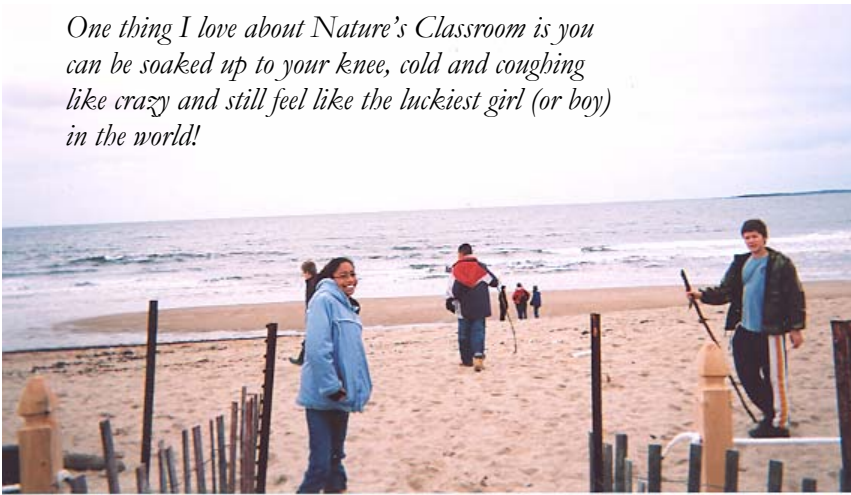 One thing I love about Nature's Classroom is you
can be soaked up to your knee, cold and coughing
like crazy and still feel like the luckiest girl (or boy)
in the world!